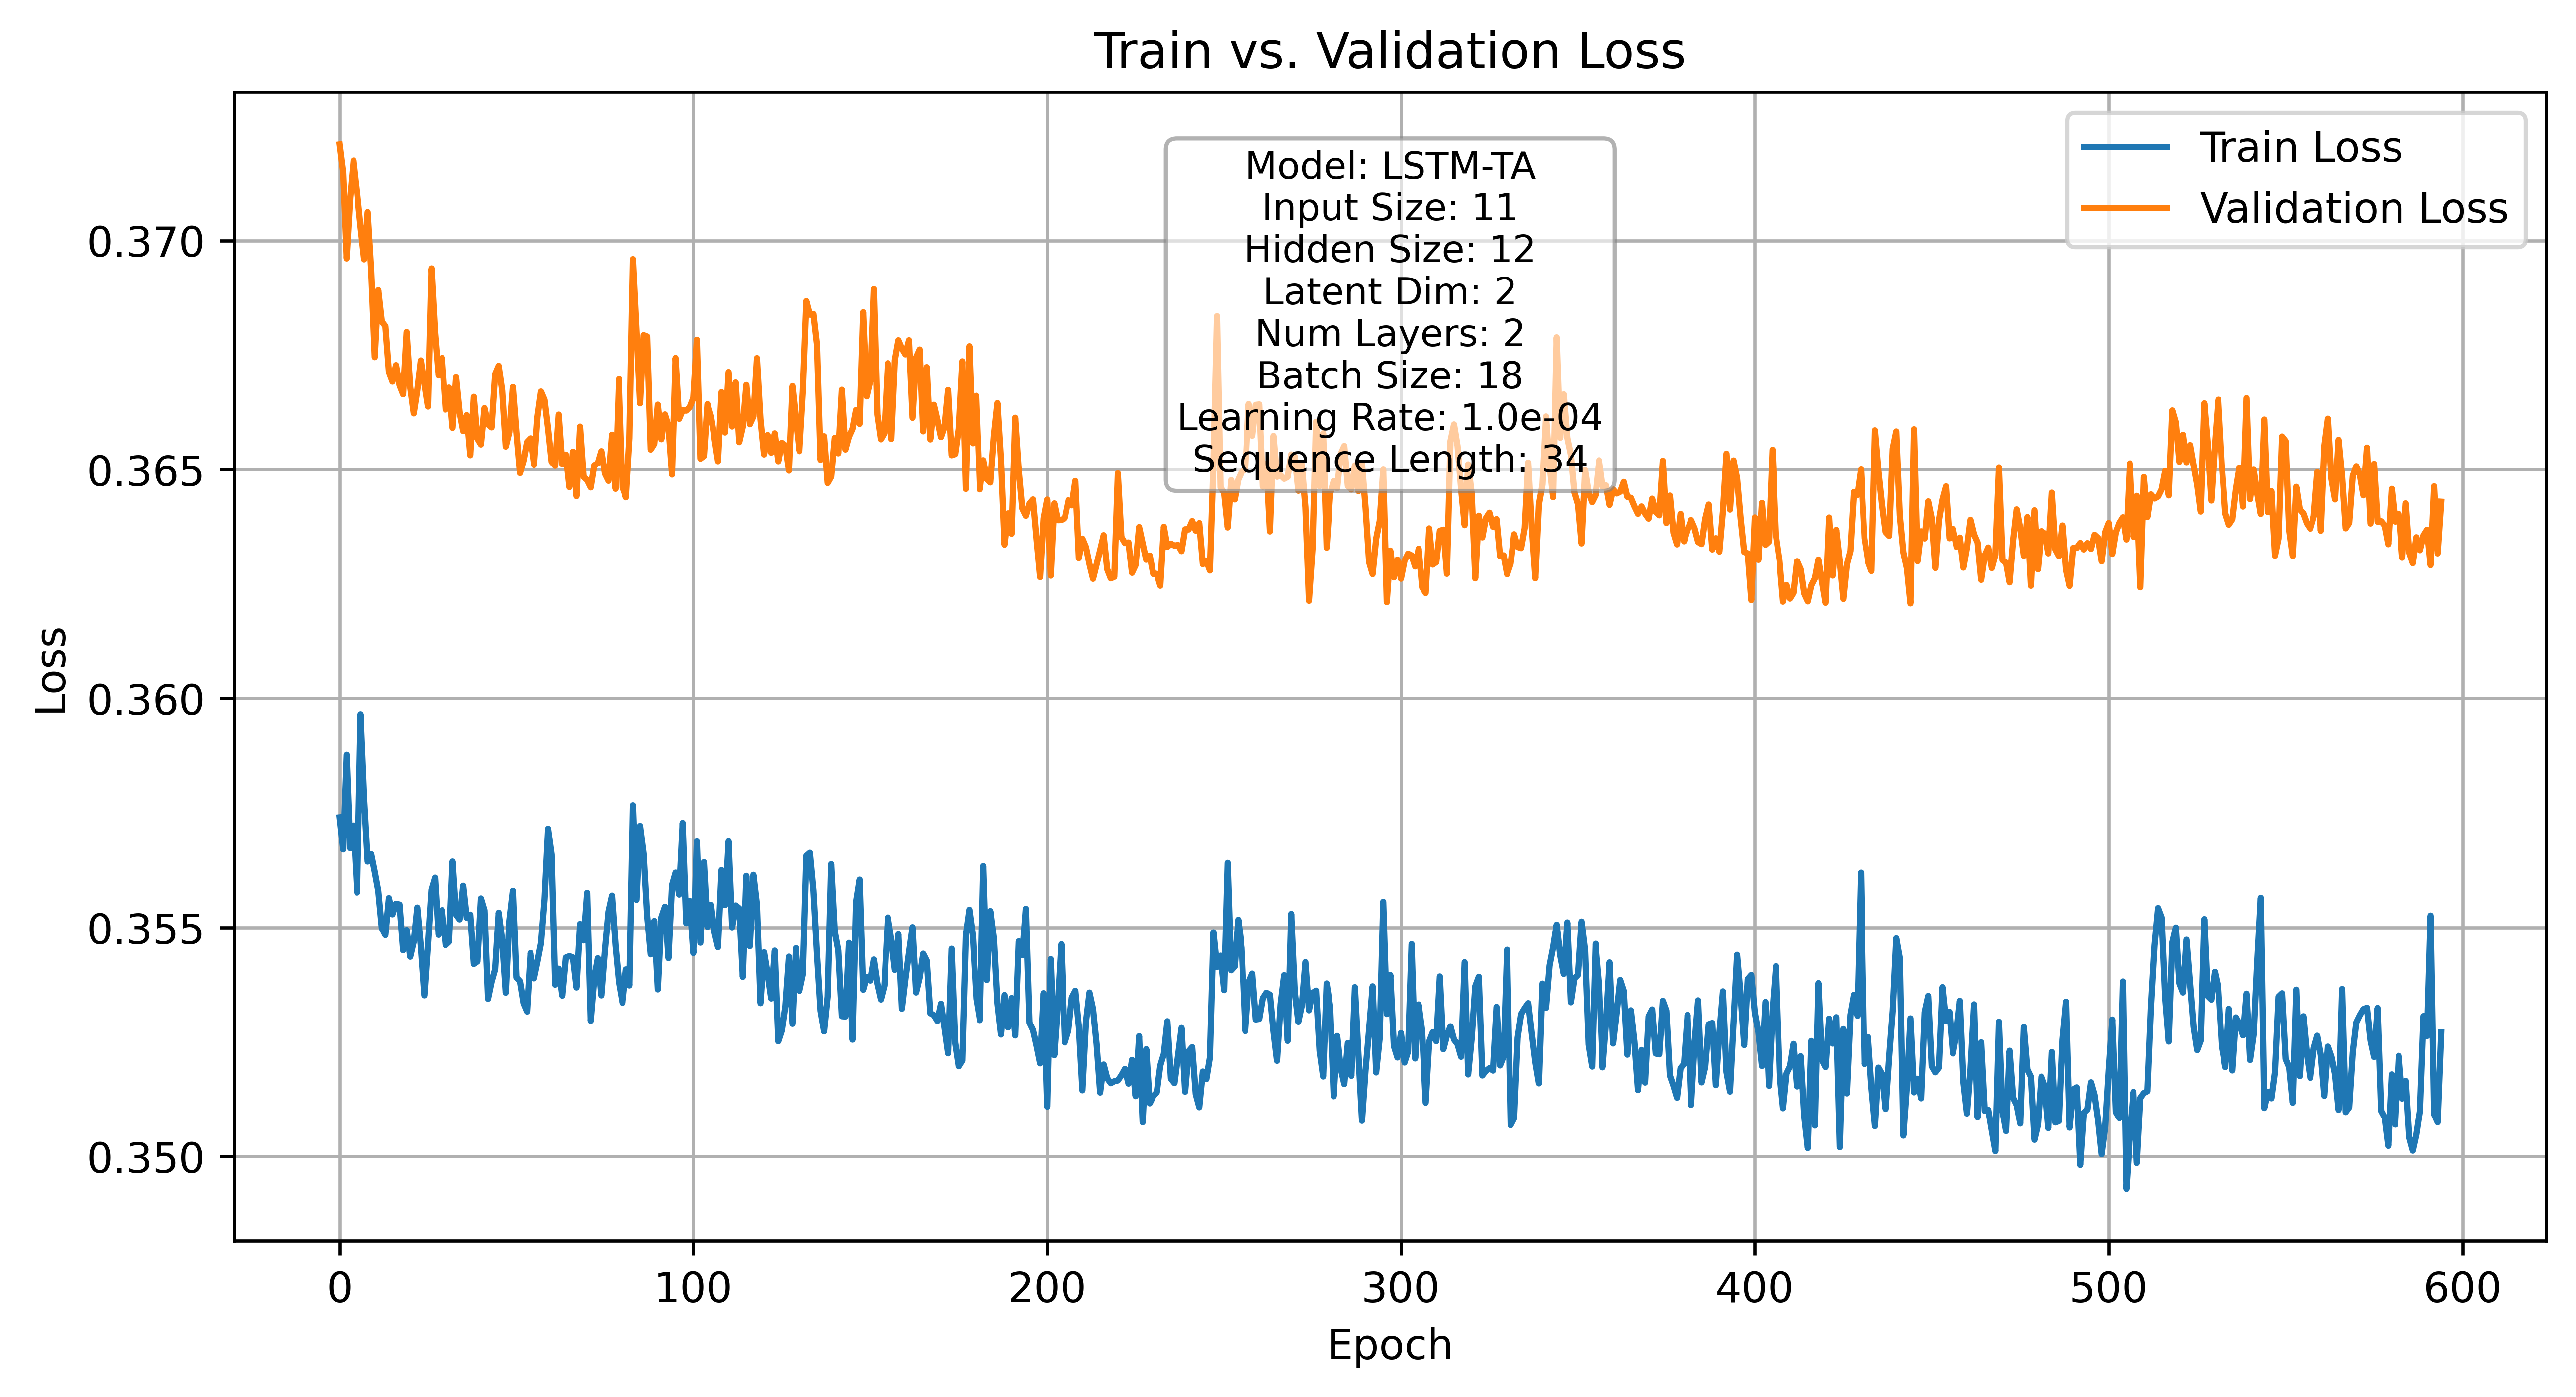 Train vs. Validation Loss
Train Loss
Validation Loss
Model: LSTM-TA
Input Size: 11
Hidden Size: 12
Latent Dim: 2
Num Layers: 2
Batch Size: 18
Learning Rate: 1.0e-04
Sequence Length: 34
Loss
0.370
0.365
0.360
0.355
0.350
0 100 200 300 400 500 600
Epoch